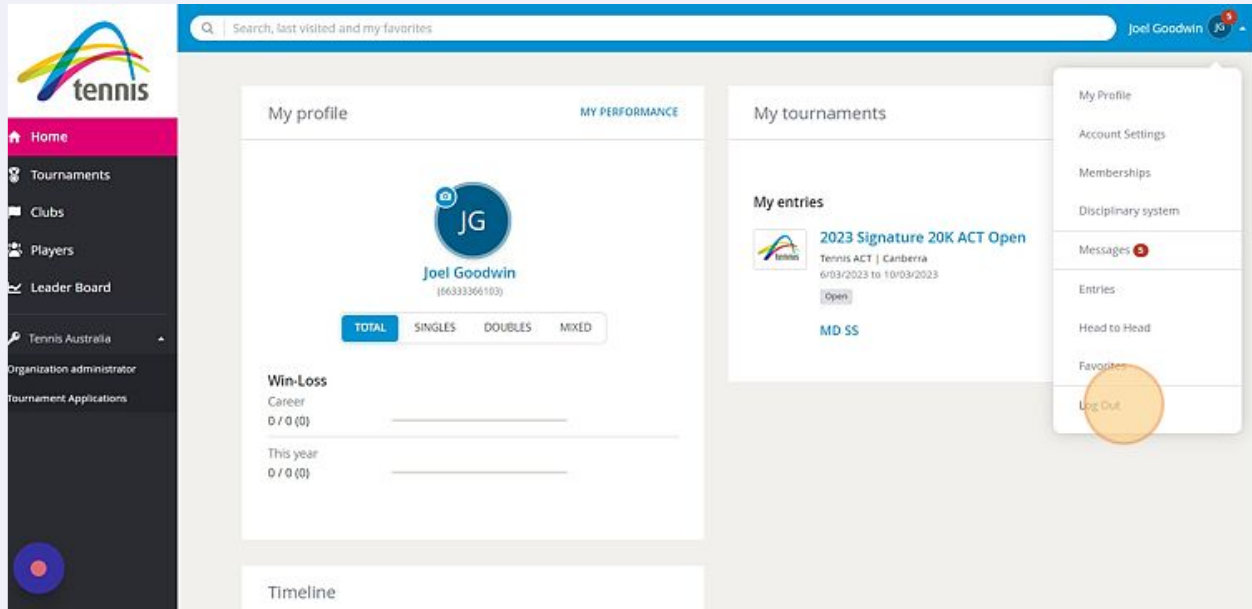 Search, last visited and my favorites
Joel Goodwin
JG
5
tennis
Home
Tournaments
Clubs
Players
Leader Board
Tennis Australia
Organization administrator
Tournament Applications
My profile
MY PERFORMANCE
JG
Joel Goodwin
(66333366103)
TOTAL SINGLES DOUBLES MIXED
Win-Loss
Career
0 / 0 (0)
This year
0 / 0 (0)
Timeline
My tournaments
My entries
tennis
2023 Signature 20K ACT Open
Tennis ACT | Canberra
6/03/2023 to 10/03/2023
Open
MD SS
My Profile
Account Settings
Memberships
Disciplinary system
Messages 5
Entries
Head to Head
Favorites
Log Out